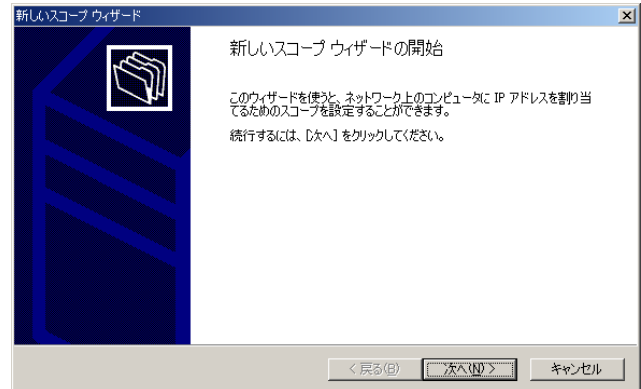 新しいスコープ ウィザード
新しいスコープ ウィザードの開始
このウィザードを使うと、ネットワーク上のコンピュータに IP アドレスを割り当
てるためのスコープを設定することができます。
続行するには、[次へ] をクリックしてください。
< 戻る(B)
次へ(N) >
キャンセル